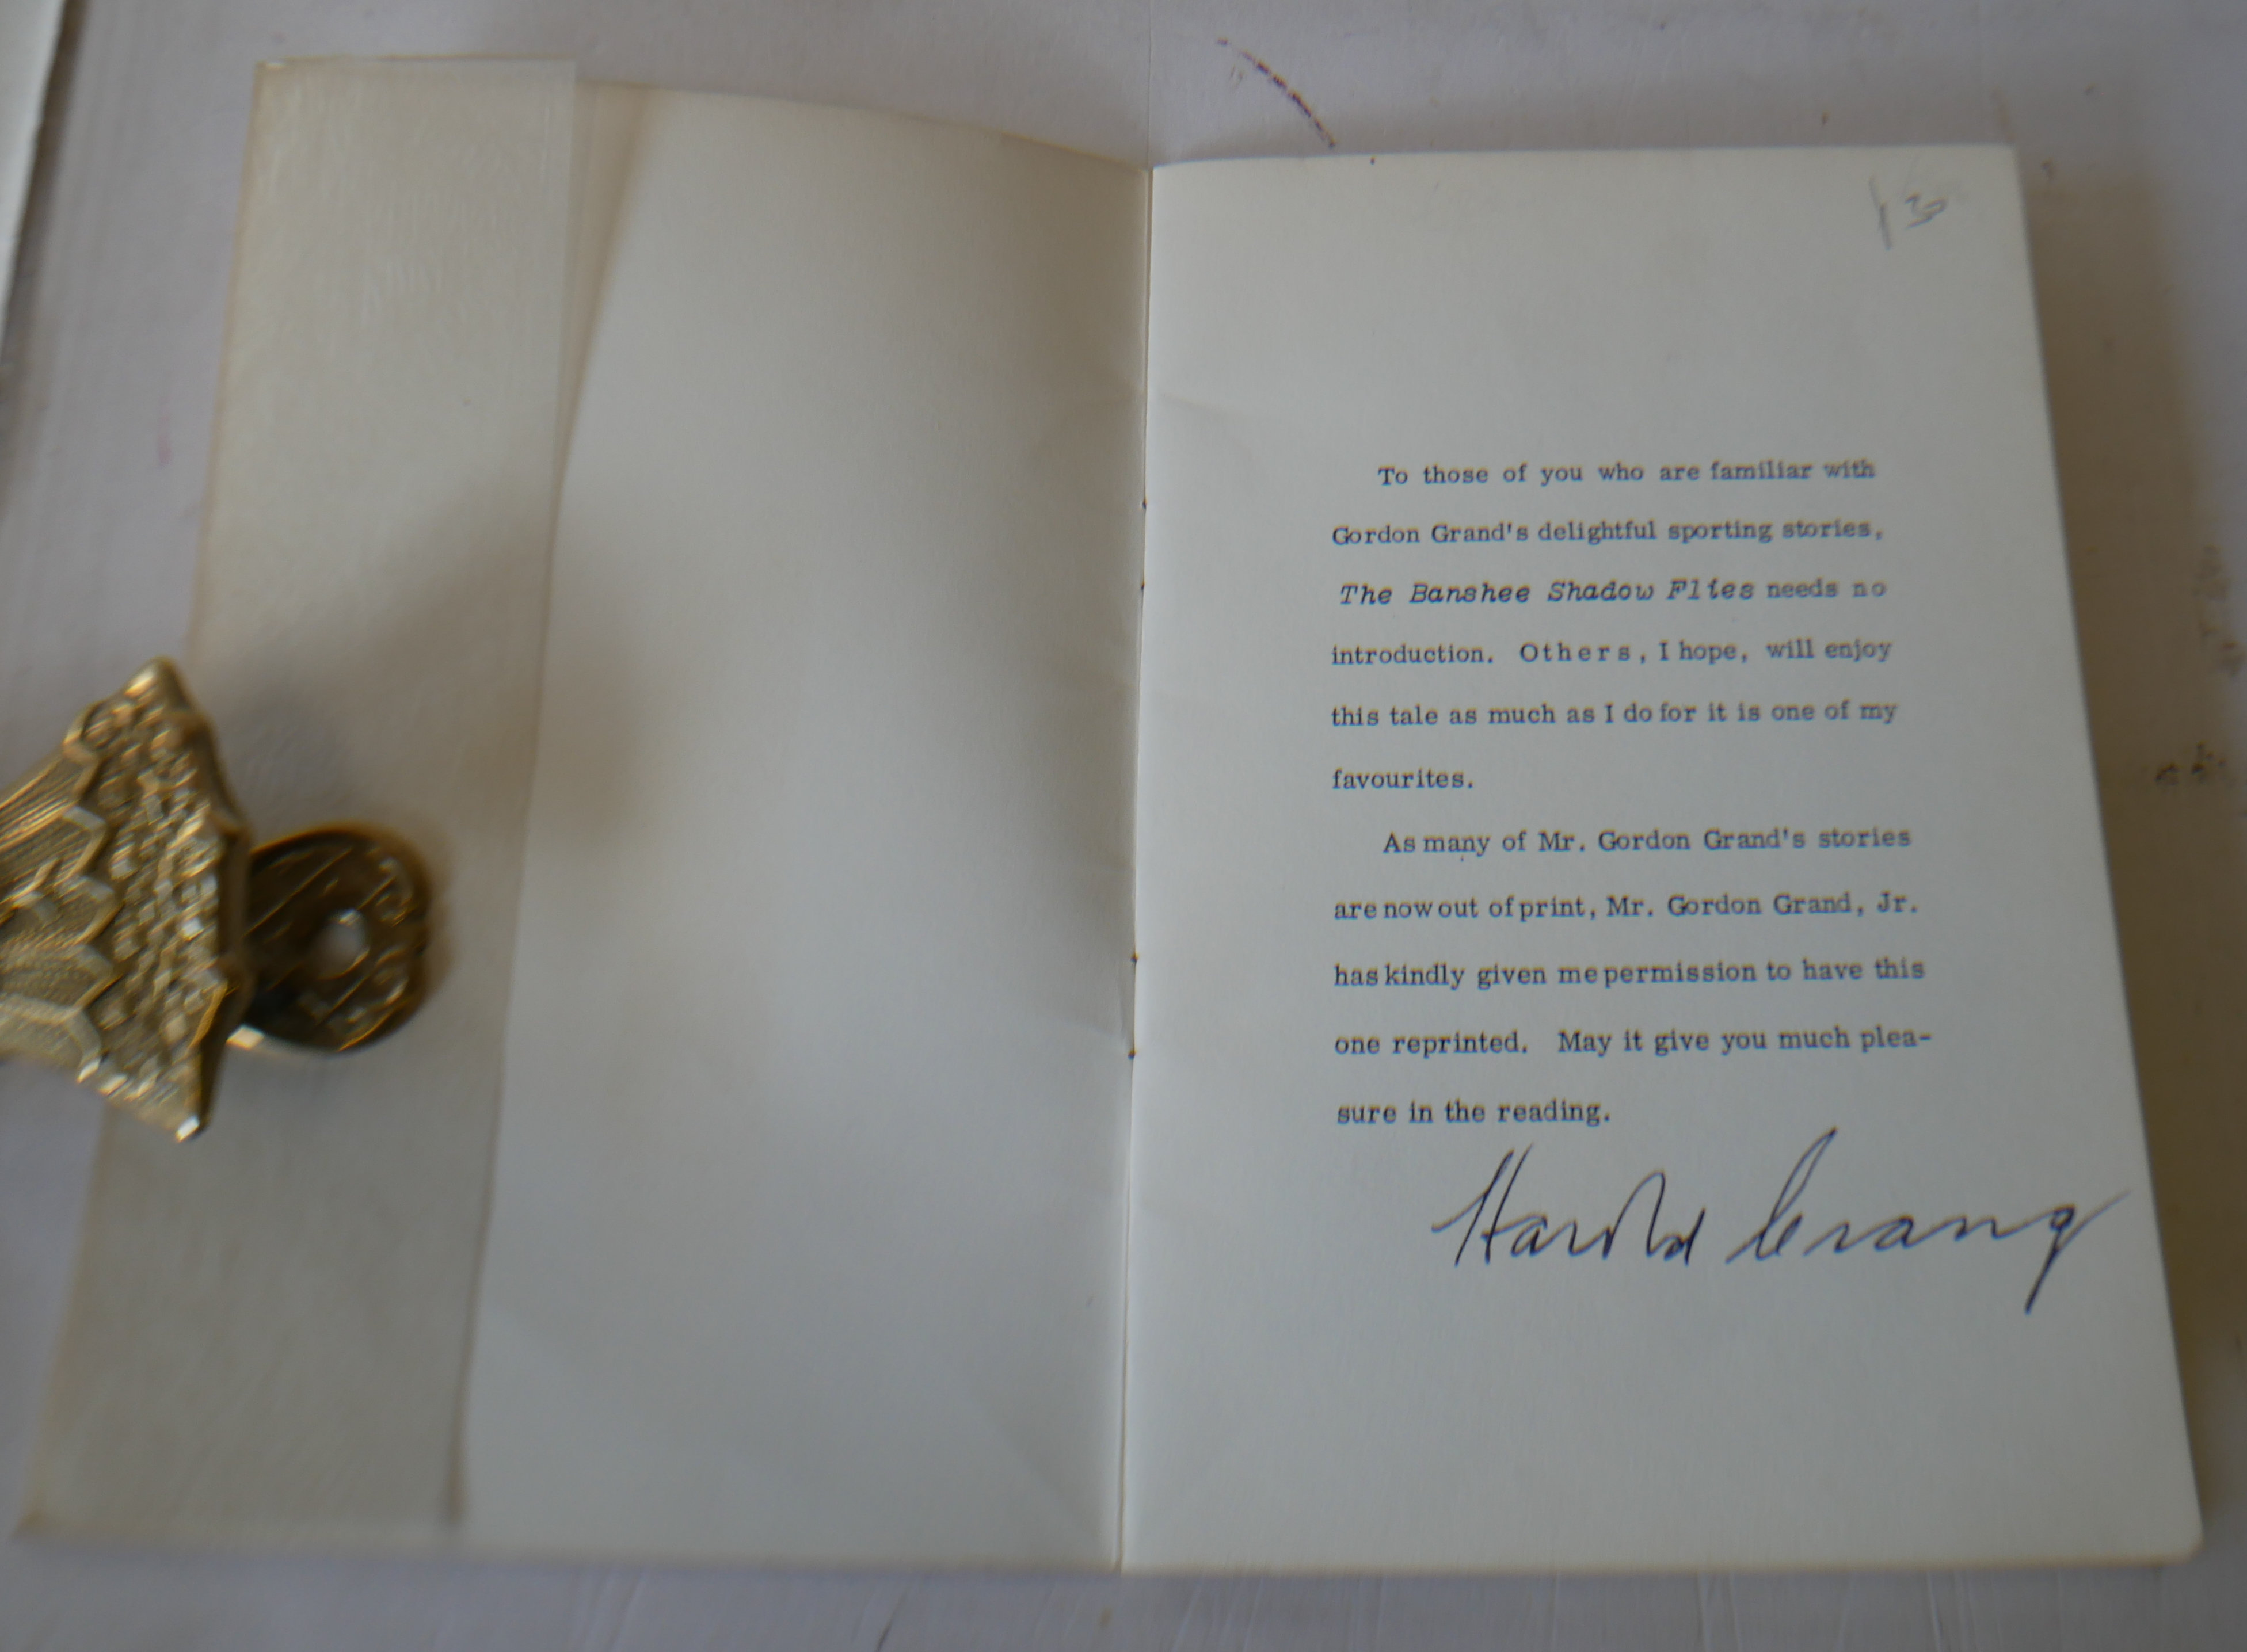 13
To those of you who are familiar with
Gordon Grand's delightful sporting stories,
The Banshee Shadow Flies needs no
introduction. Others, I hope, will enjoy
this tale as much as I do for it is one of my
favourites.
As many of Mr. Gordon Grand's stories
are now out of print, Mr. Gordon Grand, Jr.
has kindly given me permission to have this
one reprinted. May it give you much plea-
sure in the reading.
Harold Crang